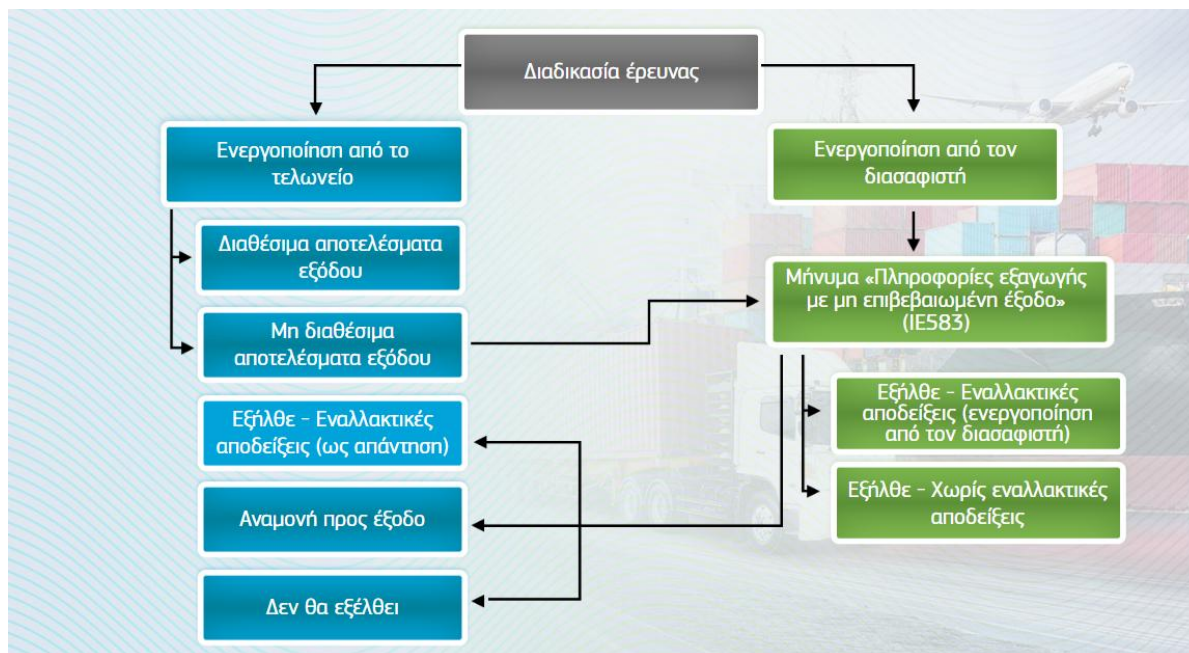 Διαδικασία έρευνας
Ενεργοποίηση από το
τελωνείο
Διαθέσιμα αποτελέσματα
εξόδου
Μη διαθέσιμα
αποτελέσματα εξόδου
Εξήλθε - Εναλλακτικές
αποδείξεις (ως απάντηση)
Αναμονή προς έξοδο
Δεν θα εξέλθει
Ενεργοποίηση από τον
διασαφιστή
Μήνυμα «Πληροφορίες εξαγωγής
με μη επιβεβαιωμένη έξοδο»
(IE583)
Εξήλθε - Εναλλακτικές
αποδείξεις (ενεργοποίηση
από τον διασαφιστή)
Εξήλθε - Χωρίς εναλλακτικές
αποδείξεις